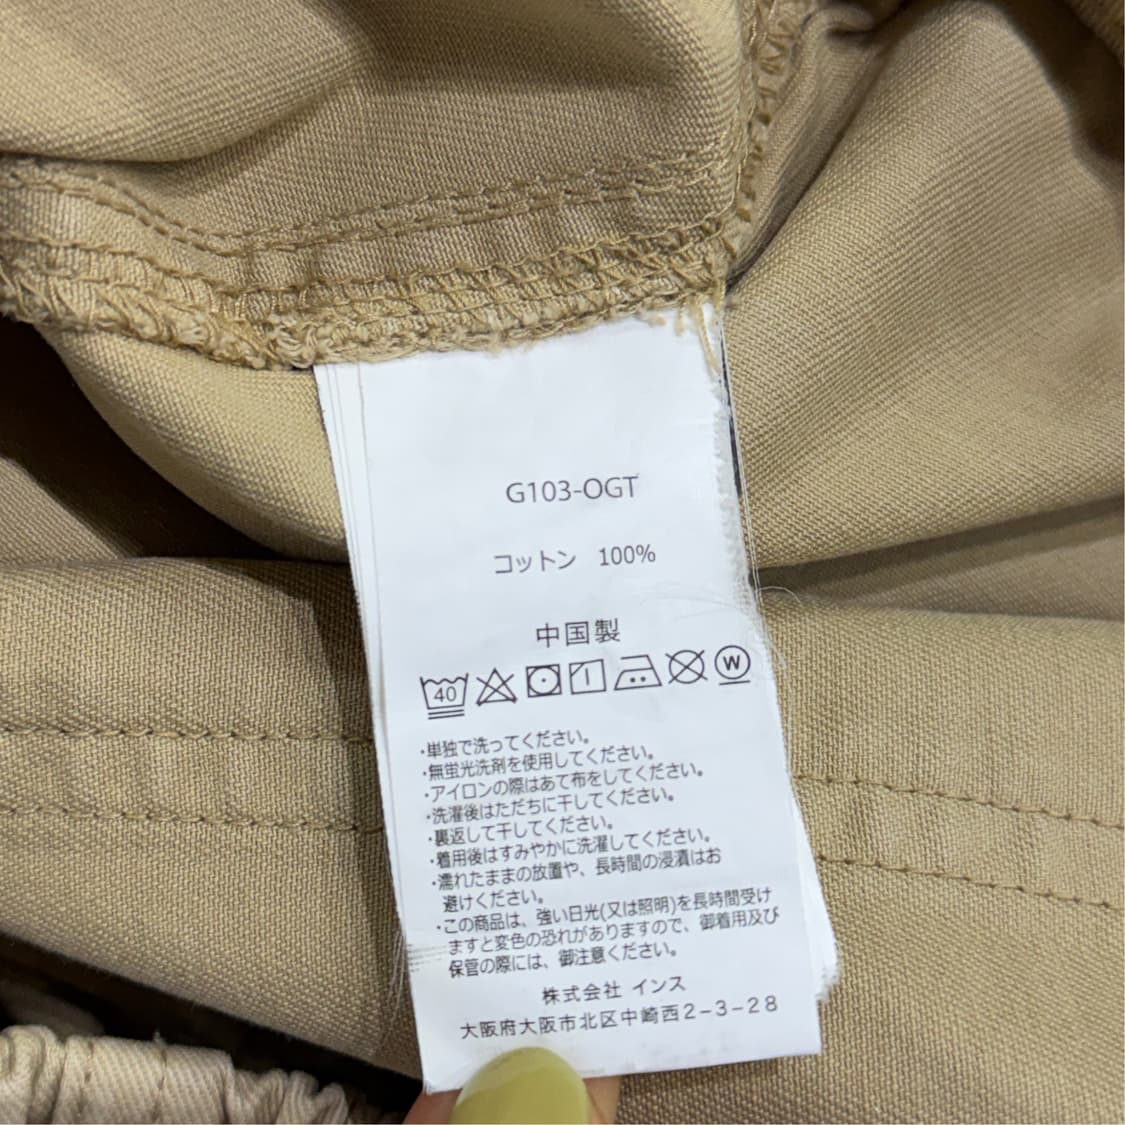 G103-OGT
コットン 100%
中国製
40 W
・単独で洗ってください。
・無蛍光洗剤を使用してください。
・アイロンの際はあて布をしてください。
・洗濯後はただちに干してください。
・裏返して干してください。
・着用後はすみやかに洗濯してください。
・濡れたままの放置や、長時間の浸漬はお
避けください。
・この商品は、強い日光(又は照明)を長時間受け
ますと変色の恐れがありますので、御着用及び
保管の際には、御注意ください。
株式会社 インス
大阪府大阪市北区中崎西2-3-28